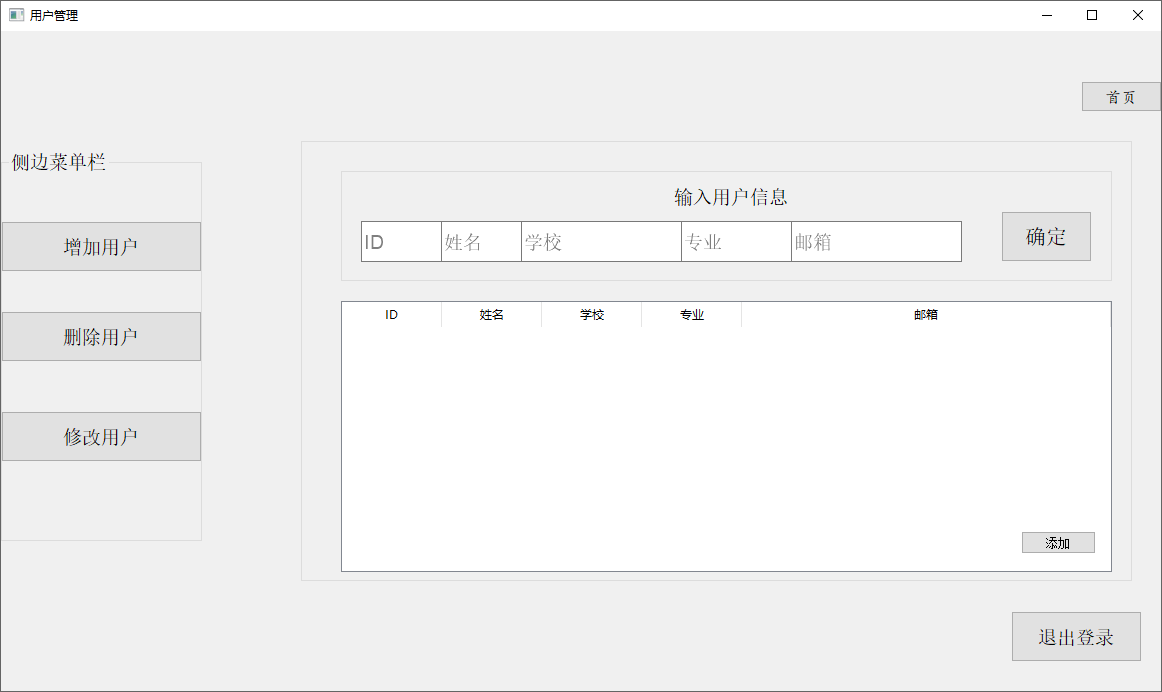 用户管理
首页
侧边菜单栏
增加用户
删除用户
修改用户
输入用户信息
ID 姓名 学校 专业 邮箱
确定
ID 姓名 学校 专业 邮箱
添加
退出登录